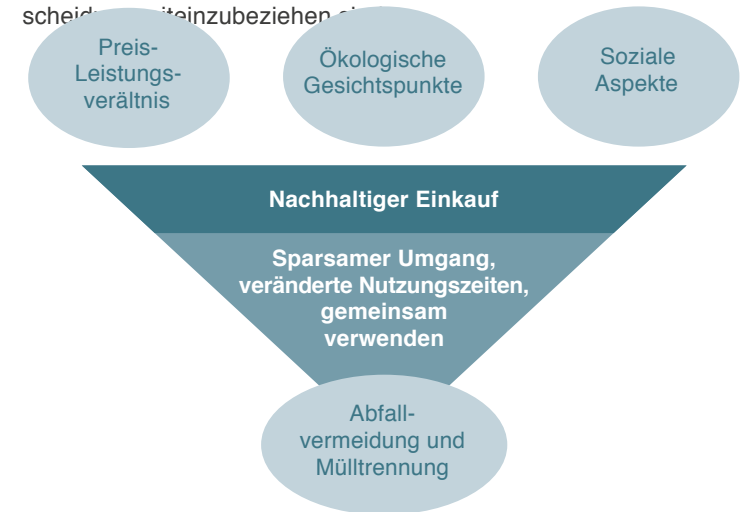 Preis-
Leistungs-
verältnis
Ökologische
Gesichtspunkte
Soziale
Aspekte
Nachhaltiger Einkauf
Sparsamer Umgang,
veränderte Nutzungszeiten,
gemeinsam
verwenden
Abfall-
vermeidung und
Mülltrennung